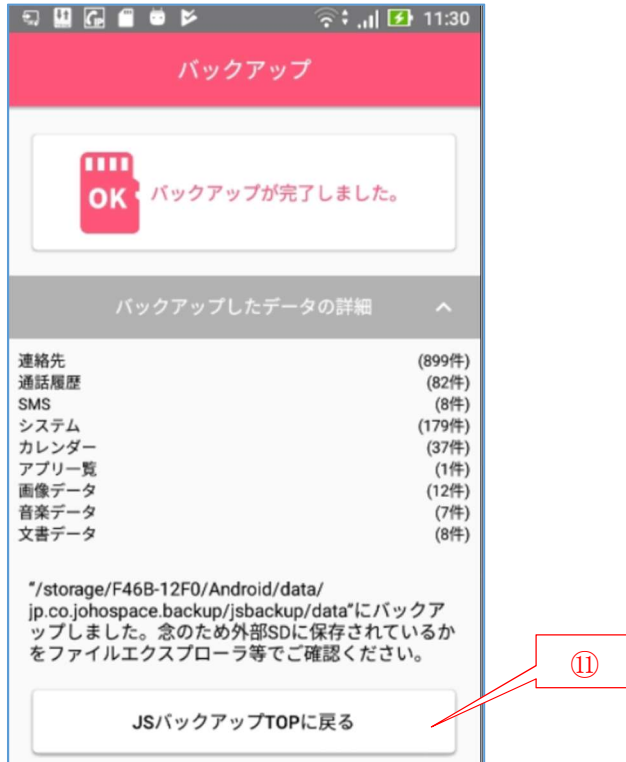 11:30
バックアップ
OK バックアップが完了しました。
バックアップしたデータの詳細
連絡先 (899件)
通話履歴 (82件)
SMS (8件)
システム (179件)
カレンダー (37件)
アプリ一覧 (1件)
画像データ (12件)
音楽データ (7件)
文書データ (8件)
"/storage/F46B-12F0/Android/data/
jp.co.johospace.backup/jsbackup/data"にバックア
ップしました。念のため外部SDに保存されているか
をファイルエクスプローラ等でご確認ください。
⑪
JSバックアップTOPに戻る